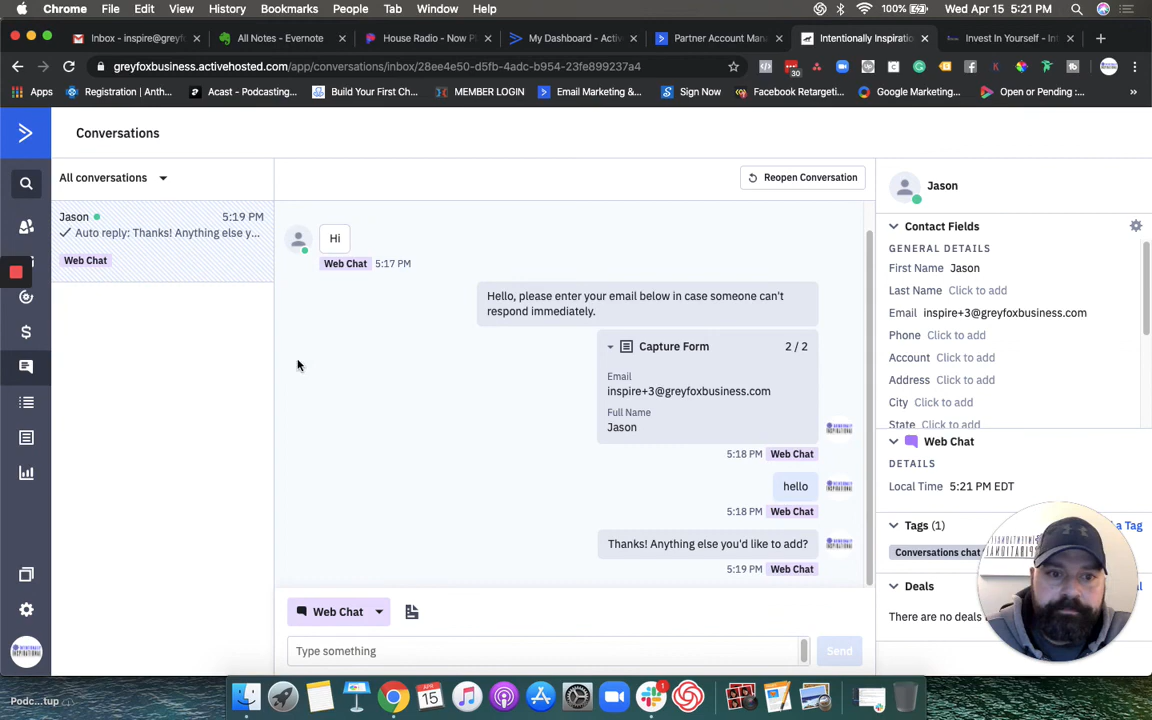 Chrome File Edit View History Bookmarks People Tab Window Help 100% Wed Apr 15 5:21 PM
Inbox - inspire@greyf All Notes - Evernote House Radio - Now P My Dashboard - Activ Partner Account Man Intentionally Inspiratio Invest In Yourself - Int
greyfoxbusiness.activehosted.com/app/conversations/inbox/28ee4e50-d5fb-4adc-b954-23fe899237a4
30
Apps Registration | Anth... Acast - Podcasting... Build Your First Ch... MEMBER LOGIN Email Marketing &... Sign Now Facebook Retargeti... Google Marketing... Open or Pending :... »
Conversations
All conversations
Reopen Conversation
Jason 5:19 PM
Auto reply: Thanks! Anything else y...
Web Chat
Hi
Web Chat 5:17 PM
Hello, please enter your email below in case someone can't
respond immediately.
Capture Form 2 / 2
Email
inspire+3@greyfoxbusiness.com
Full Name
Jason
5:18 PM Web Chat
hello
5:18 PM Web Chat
Thanks! Anything else you'd like to add?
5:19 PM Web Chat
Web Chat
Type something
Send
Jason
Contact Fields
GENERAL DETAILS
First Name Jason
Last Name Click to add
Email inspire+3@greyfoxbusiness.com
Phone Click to add
Account Click to add
Address Click to add
City Click to add
State Click to add
Web Chat
DETAILS
Local Time 5:21 PM EDT
Tags (1) a Tag
Conversations chat
Deals
There are no deals
Podc...tup
APR
15
1